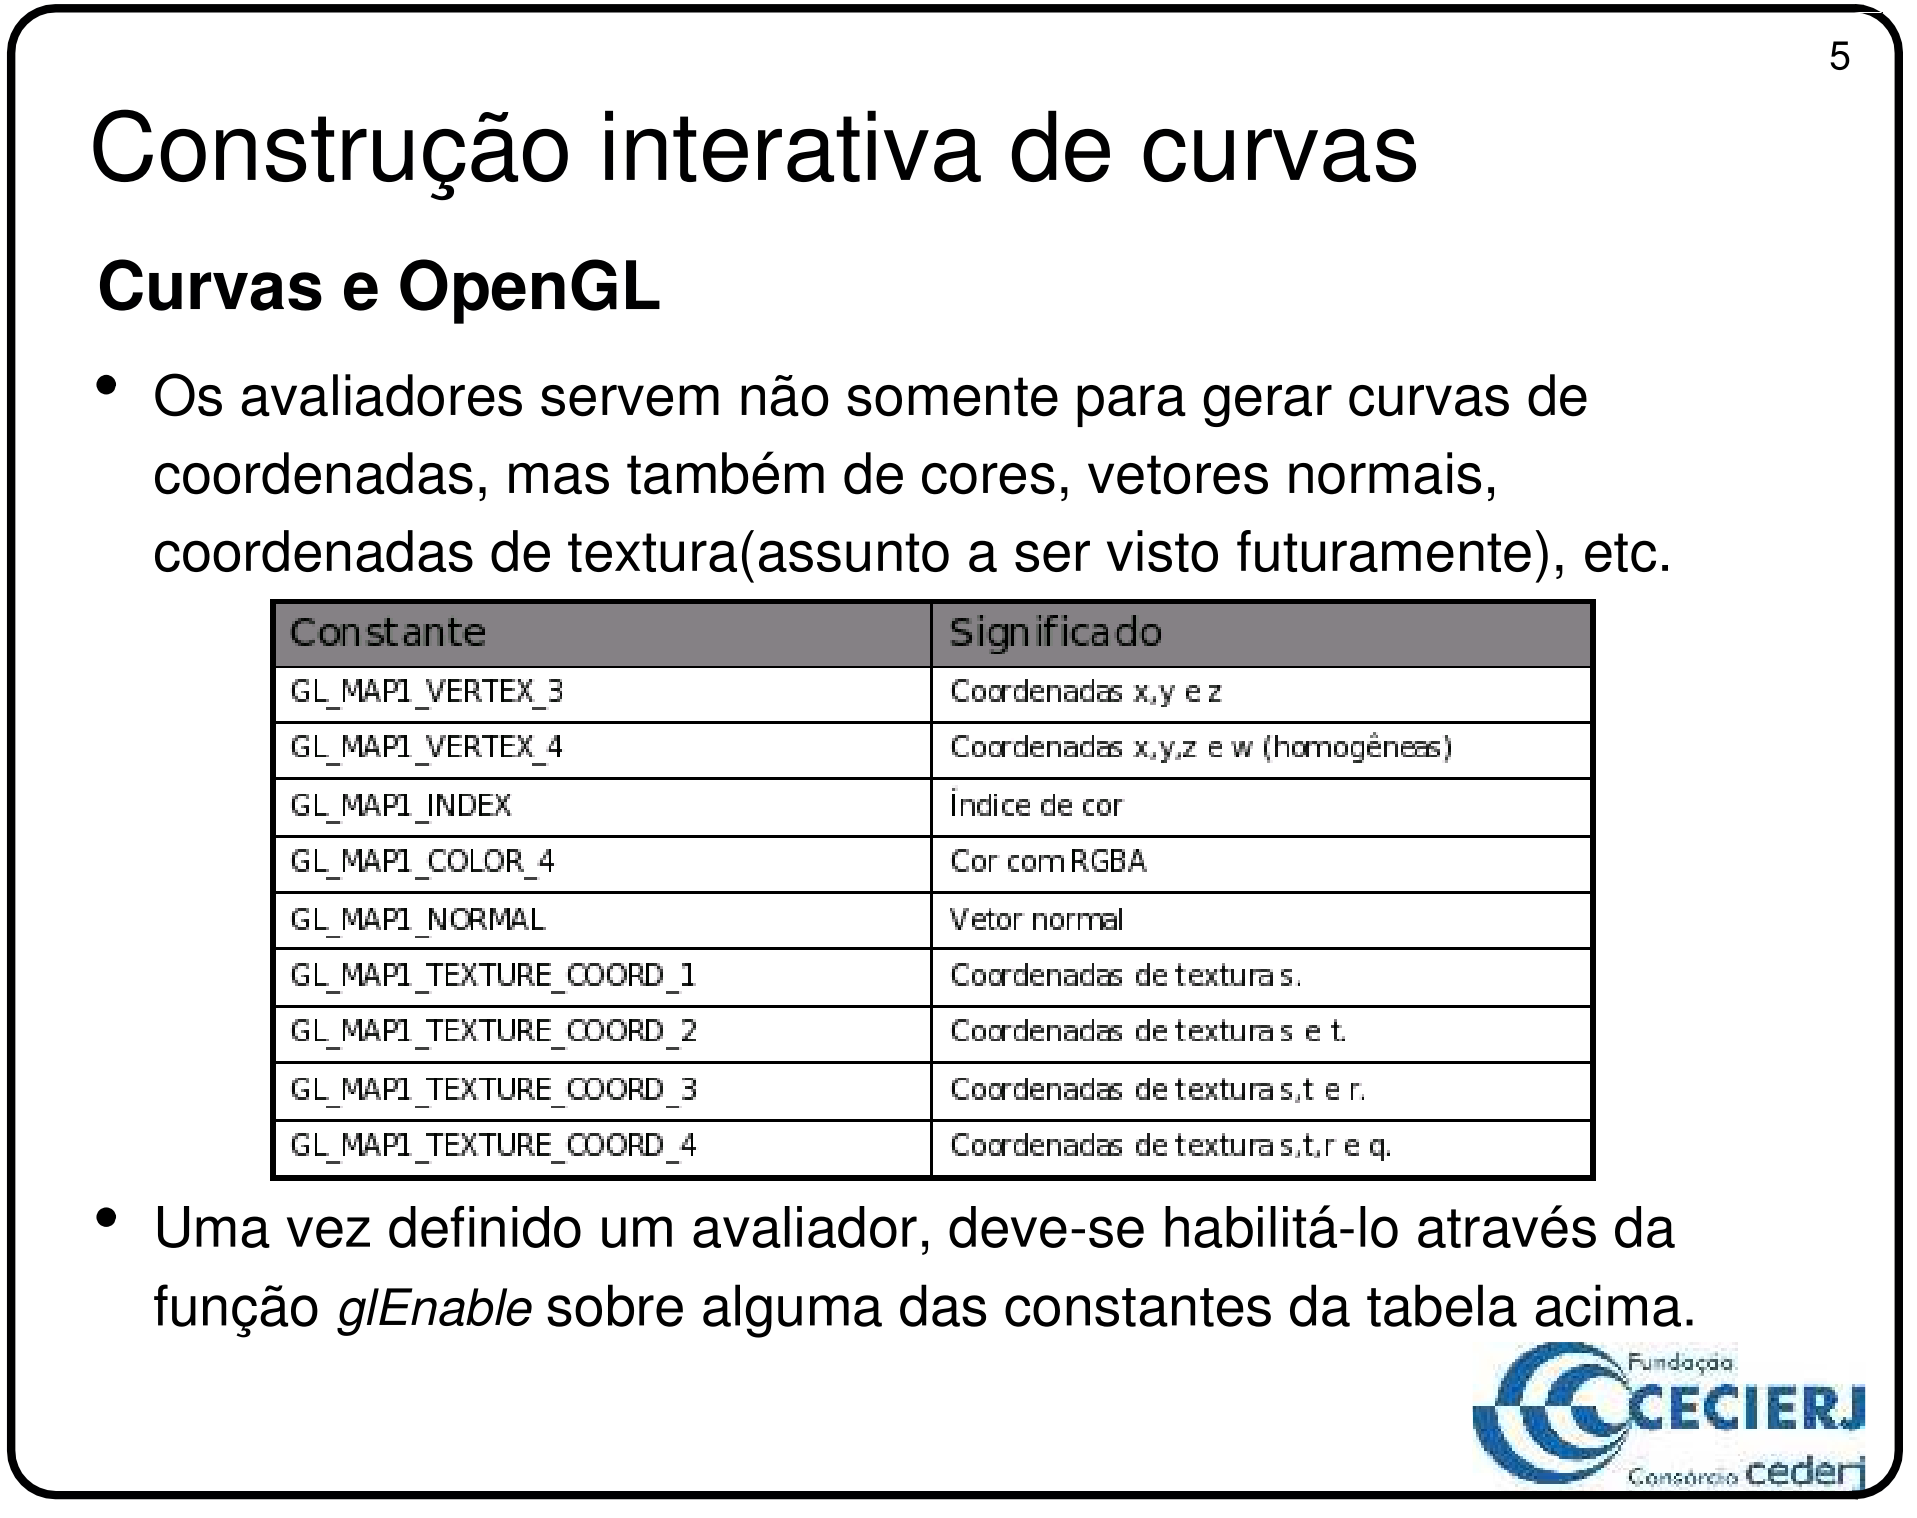 5
Construção interativa de curvas
Curvas e OpenGL
• Os avaliadores servem não somente para gerar curvas de
coordenadas, mas também de cores, vetores normais,
coordenadas de textura(assunto a ser visto futuramente), etc.
Constante Significado
GL_MAP1_VERTEX_3 Coordenadas x,y e z
GL_MAP1_VERTEX_4 Coordenadas x,y,z e w (homogêneas)
GL_MAP1_INDEX Índice de cor
GL_MAP1_COLOR_4 Cor com RGBA
GL_MAP1_NORMAL Vetor normal
GL_MAP1_TEXTURE_COORD_1 Coordenadas de textura s.
GL_MAP1_TEXTURE_COORD_2 Coordenadas de textura s e t.
GL_MAP1_TEXTURE_COORD_3 Coordenadas de textura s,t e r.
GL_MAP1_TEXTURE_COORD_4 Coordenadas de textura s,t,r e q.
• Uma vez definido um avaliador, deve-se habilitá-lo através da
função glEnable sobre alguma das constantes da tabela acima.
Fundação
CECIERJ
Consórcio cederj